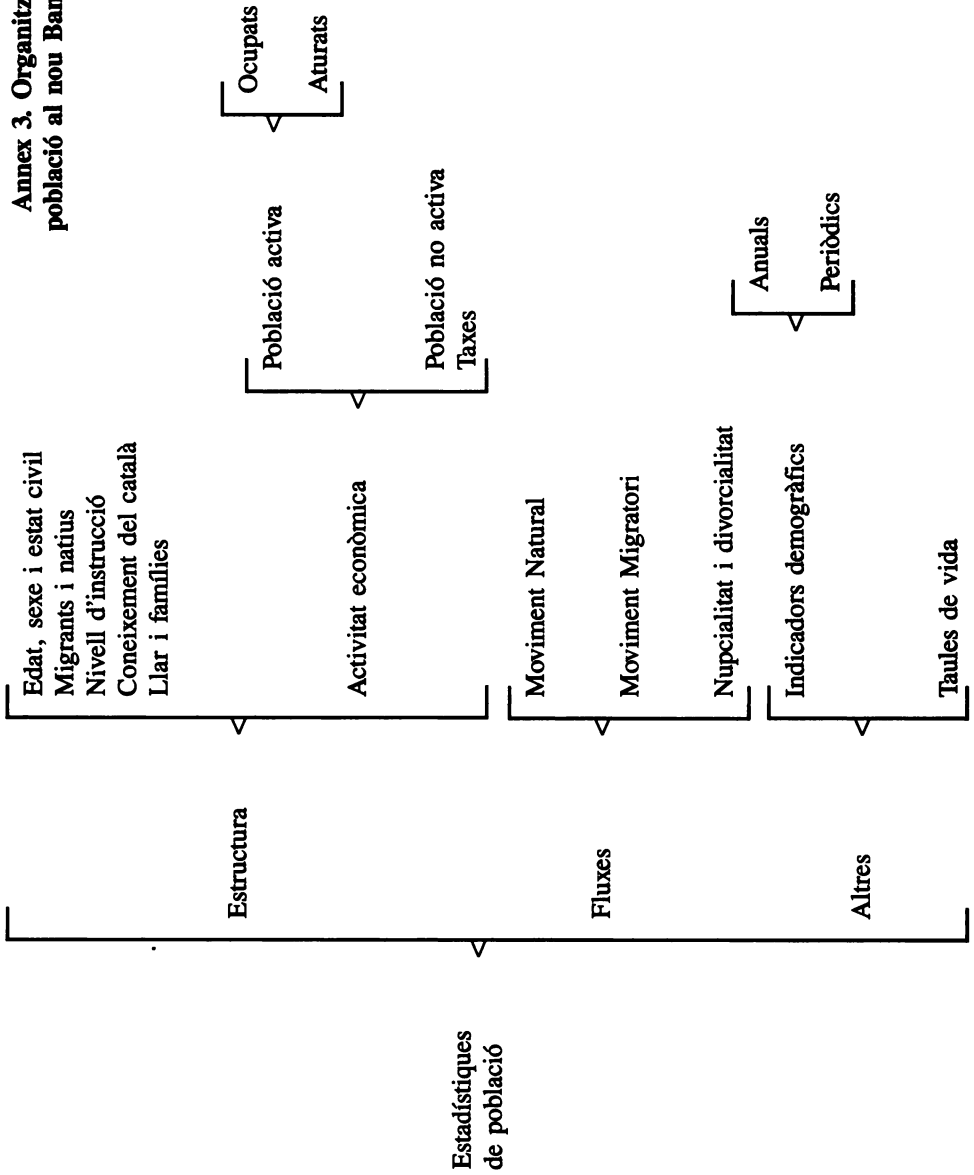 Annex 3. Organitz
població al nou Ban
Estadístiques
de població
Estructura
Edat, sexe i estat civil
Migrants i natius
Nivell d'instrucció
Coneixement del català
Llar i famílies
Activitat econòmica
Població activa
Ocupats
Aturats
Població no activa
Taxes
Fluxes
Moviment Natural
Moviment Migratori
Nupcialitat i divorcialitat
Altres
Indicadors demogràfics
Anuals
Periòdics
Taules de vida